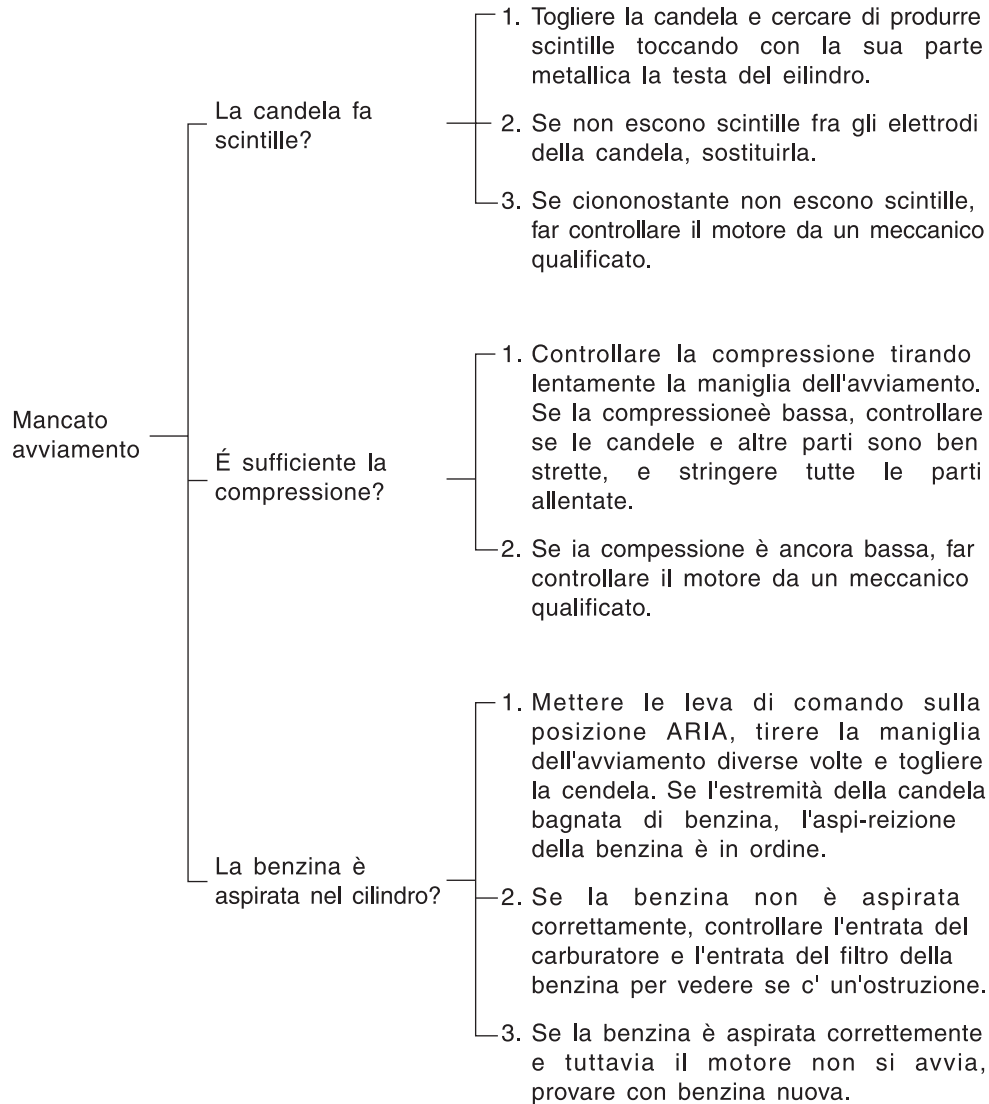 Mancato
avviamento
La candela fa
scintille?
1. Togliere la candela e cercare di produrre
scintille toccando con la sua parte
metallica la testa del eilindro.
2. Se non escono scintille fra gli elettrodi
della candela, sostituirla.
3. Se ciononostante non escono scintille,
far controllare il motore da un meccanico
qualificato.
É sufficiente la
compressione?
1. Controllare la compressione tirando
lentamente la maniglia dell'avviamento.
Se la compressioneè bassa, controllare
se le candele e altre parti sono ben
strette, e stringere tutte le parti
allentate.
2. Se ia compessione è ancora bassa, far
controllare il motore da un meccanico
qualificato.
La benzina è
aspirata nel cilindro?
1. Mettere le leva di comando sulla
posizione ARIA, tirere la maniglia
dell'avviamento diverse volte e togliere
la cendela. Se l'estremità della candela
bagnata di benzina, l'aspi-reizione
della benzina è in ordine.
2. Se la benzina non è aspirata
correttamente, controllare l'entrata del
carburatore e l'entrata del filtro della
benzina per vedere se c' un'ostruzione.
3. Se la benzina è aspirata correttemente
e tuttavia il motore non si avvia,
provare con benzina nuova.